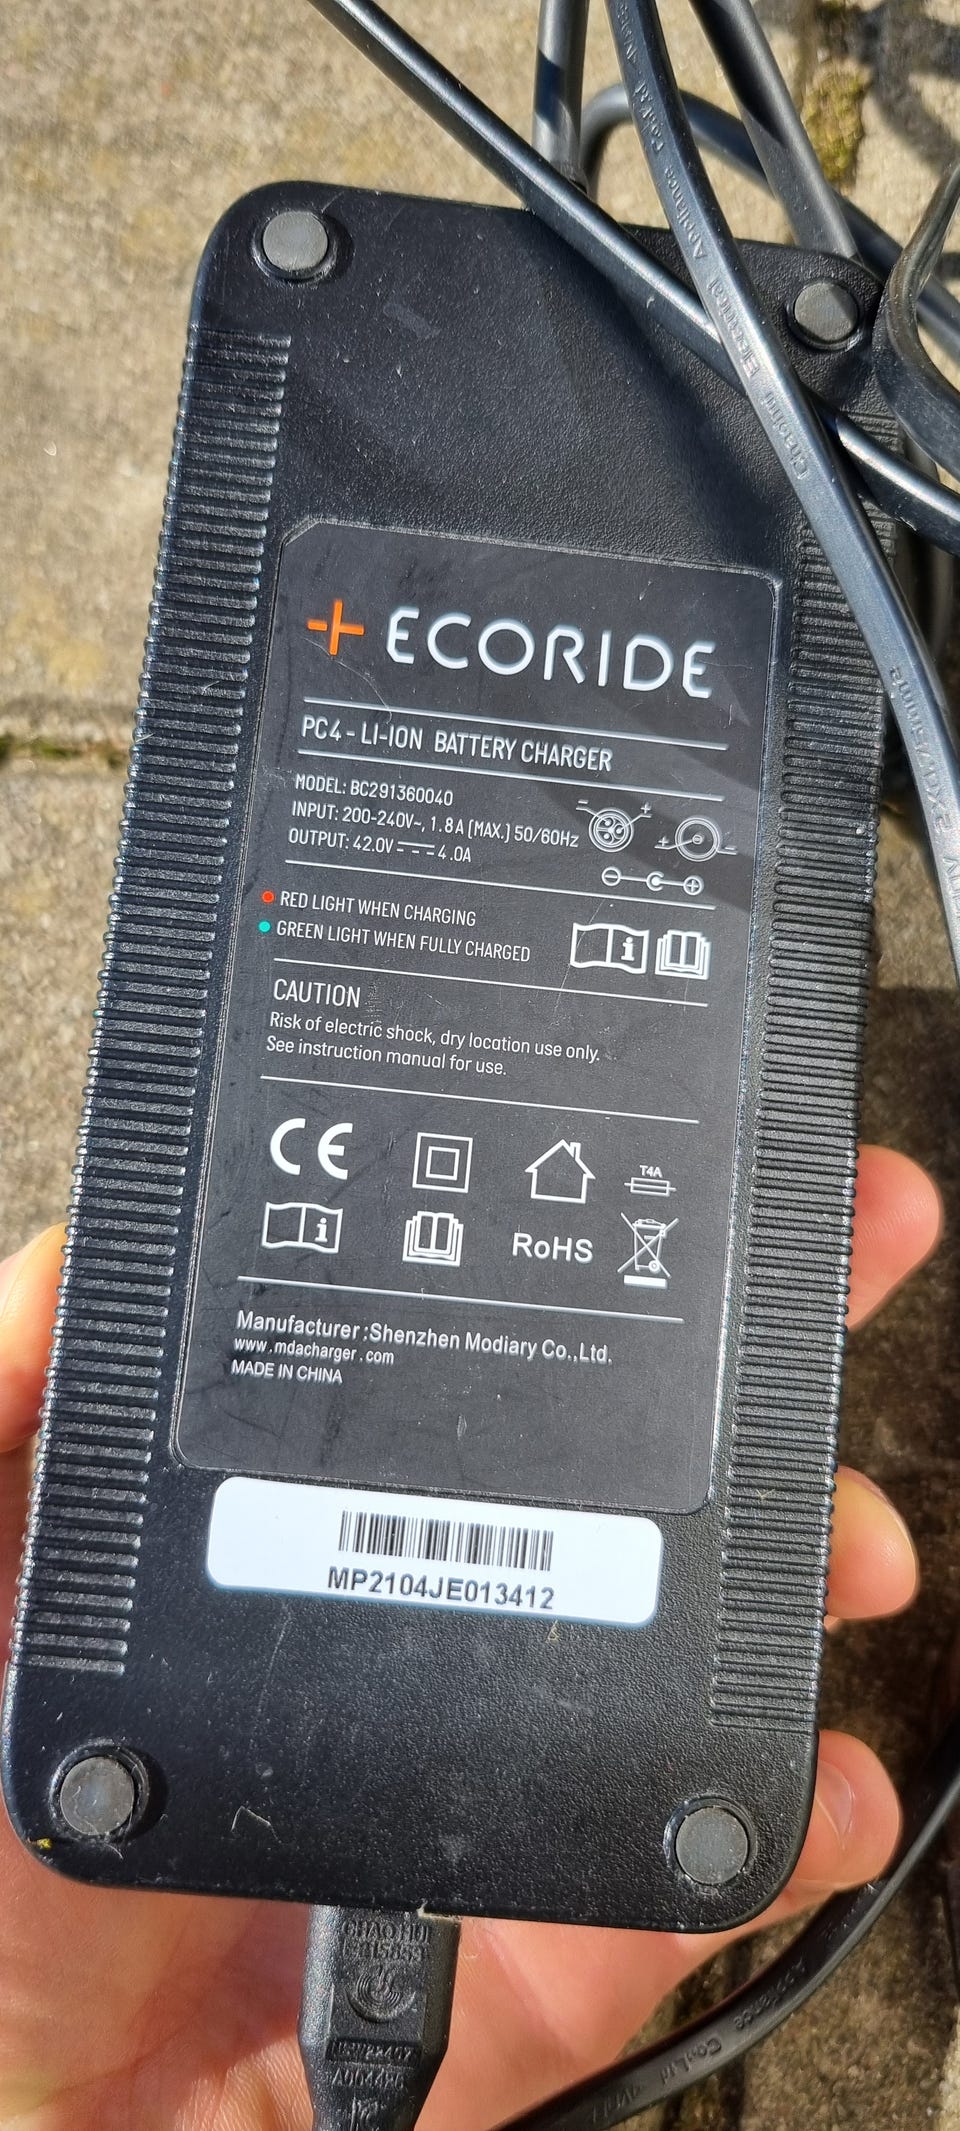 ECORIDE
PC4 - LI-ION BATTERY CHARGER
MODEL: BC291360040
INPUT: 200-240V~, 1.8A (MAX.) 50/60Hz
OUTPUT: 42.0V⎓4.0A
RED LIGHT WHEN CHARGING
GREEN LIGHT WHEN FULLY CHARGED
CAUTION
Risk of electric shock, dry location use only.
See instruction manual for use.
CE
T4A
RoHS
Manufacturer:Shenzhen Modiary Co.,Ltd.
www.mdacharger.com
MADE IN CHINA
MP2104JE013412
Electrical Appliance